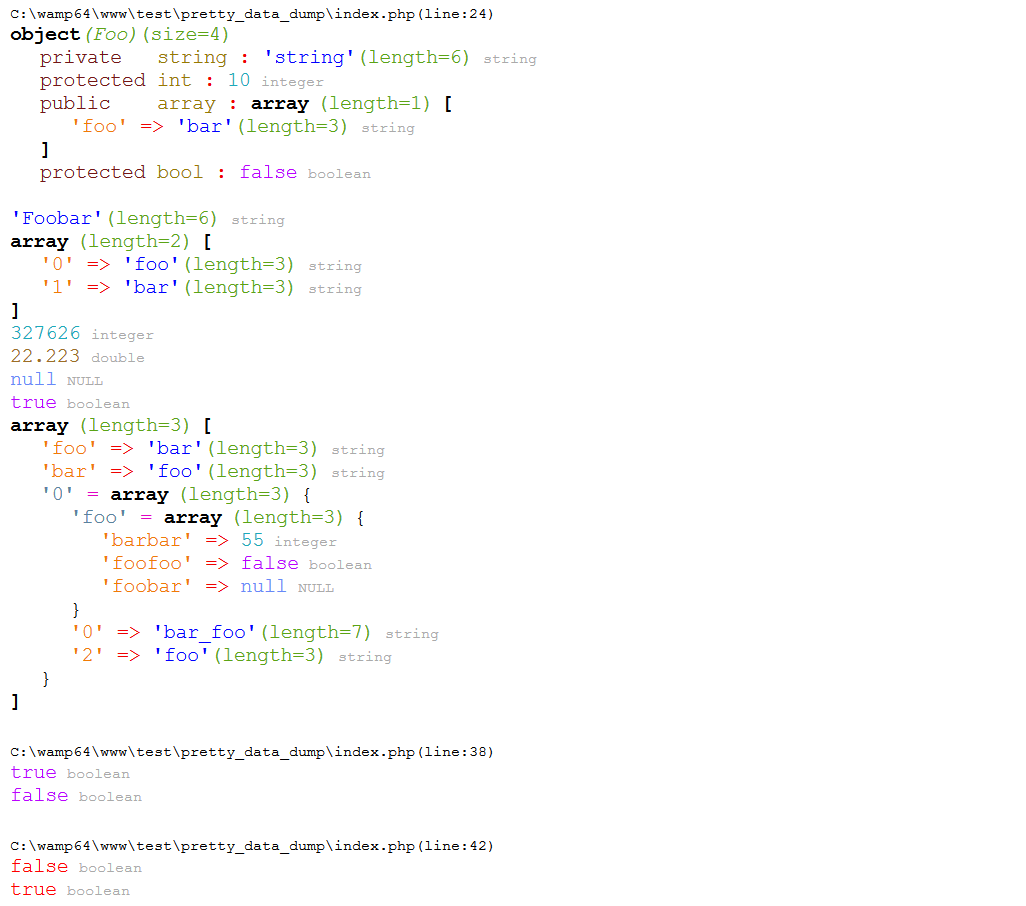 C:\wamp64\www\test\pretty_data_dump\index.php(line:24)
object(Foo)(size=4)
private string : 'string'(length=6) string
protected int : 10 integer
public array : array (length=1) [
'foo' => 'bar'(length=3) string
]
protected bool : false boolean
'Foobar'(length=6) string
array (length=2) [
'0' => 'foo'(length=3) string
'1' => 'bar'(length=3) string
]
327626 integer
22.223 double
null NULL
true boolean
array (length=3) [
'foo' => 'bar'(length=3) string
'bar' => 'foo'(length=3) string
'0' = array (length=3) {
'foo' = array (length=3) {
'barbar' => 55 integer
'foofoo' => false boolean
'foobar' => null NULL
}
'0' => 'bar_foo'(length=7) string
'2' => 'foo'(length=3) string
}
]
C:\wamp64\www\test\pretty_data_dump\index.php(line:38)
true boolean
false boolean
C:\wamp64\www\test\pretty_data_dump\index.php(line:42)
false boolean
true boolean